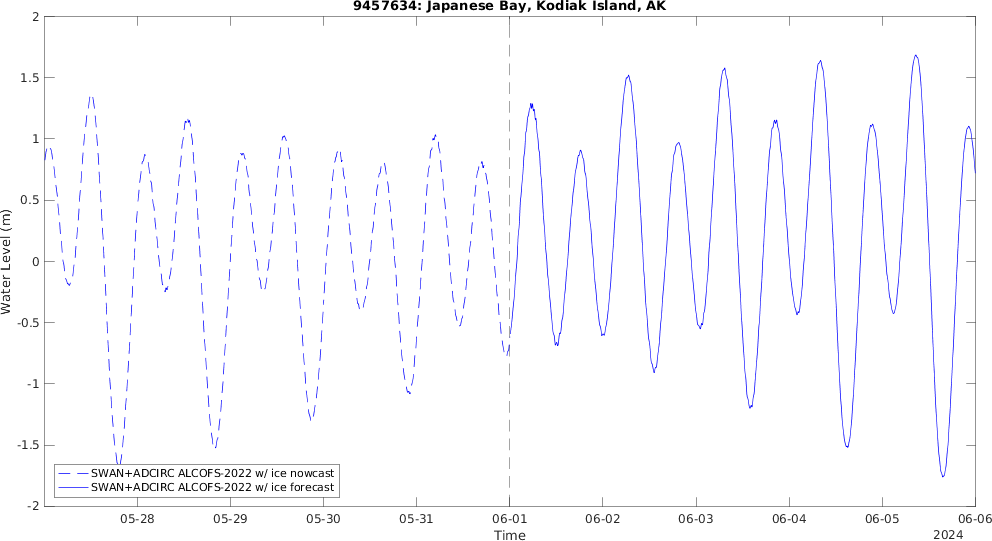 9457634: Japanese Bay, Kodiak Island, AK
2
1.5
1
0.5
0
-0.5
-1
-1.5
-2
Water Level (m)
SWAN+ADCIRC ALCOFS-2022 w/ ice nowcast
SWAN+ADCIRC ALCOFS-2022 w/ ice forecast
05-28 05-29 05-30 05-31 06-01 06-02 06-03 06-04 06-05 06-06
Time
2024